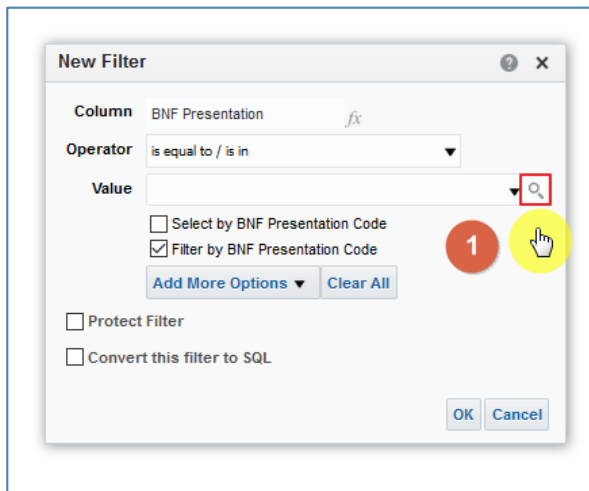 New Filter
Column BNF Presentation fx
Operator is equal to / is in
Value
Select by BNF Presentation Code
Filter by BNF Presentation Code
1
Add More Options Clear All
Protect Filter
Convert this filter to SQL
OK Cancel